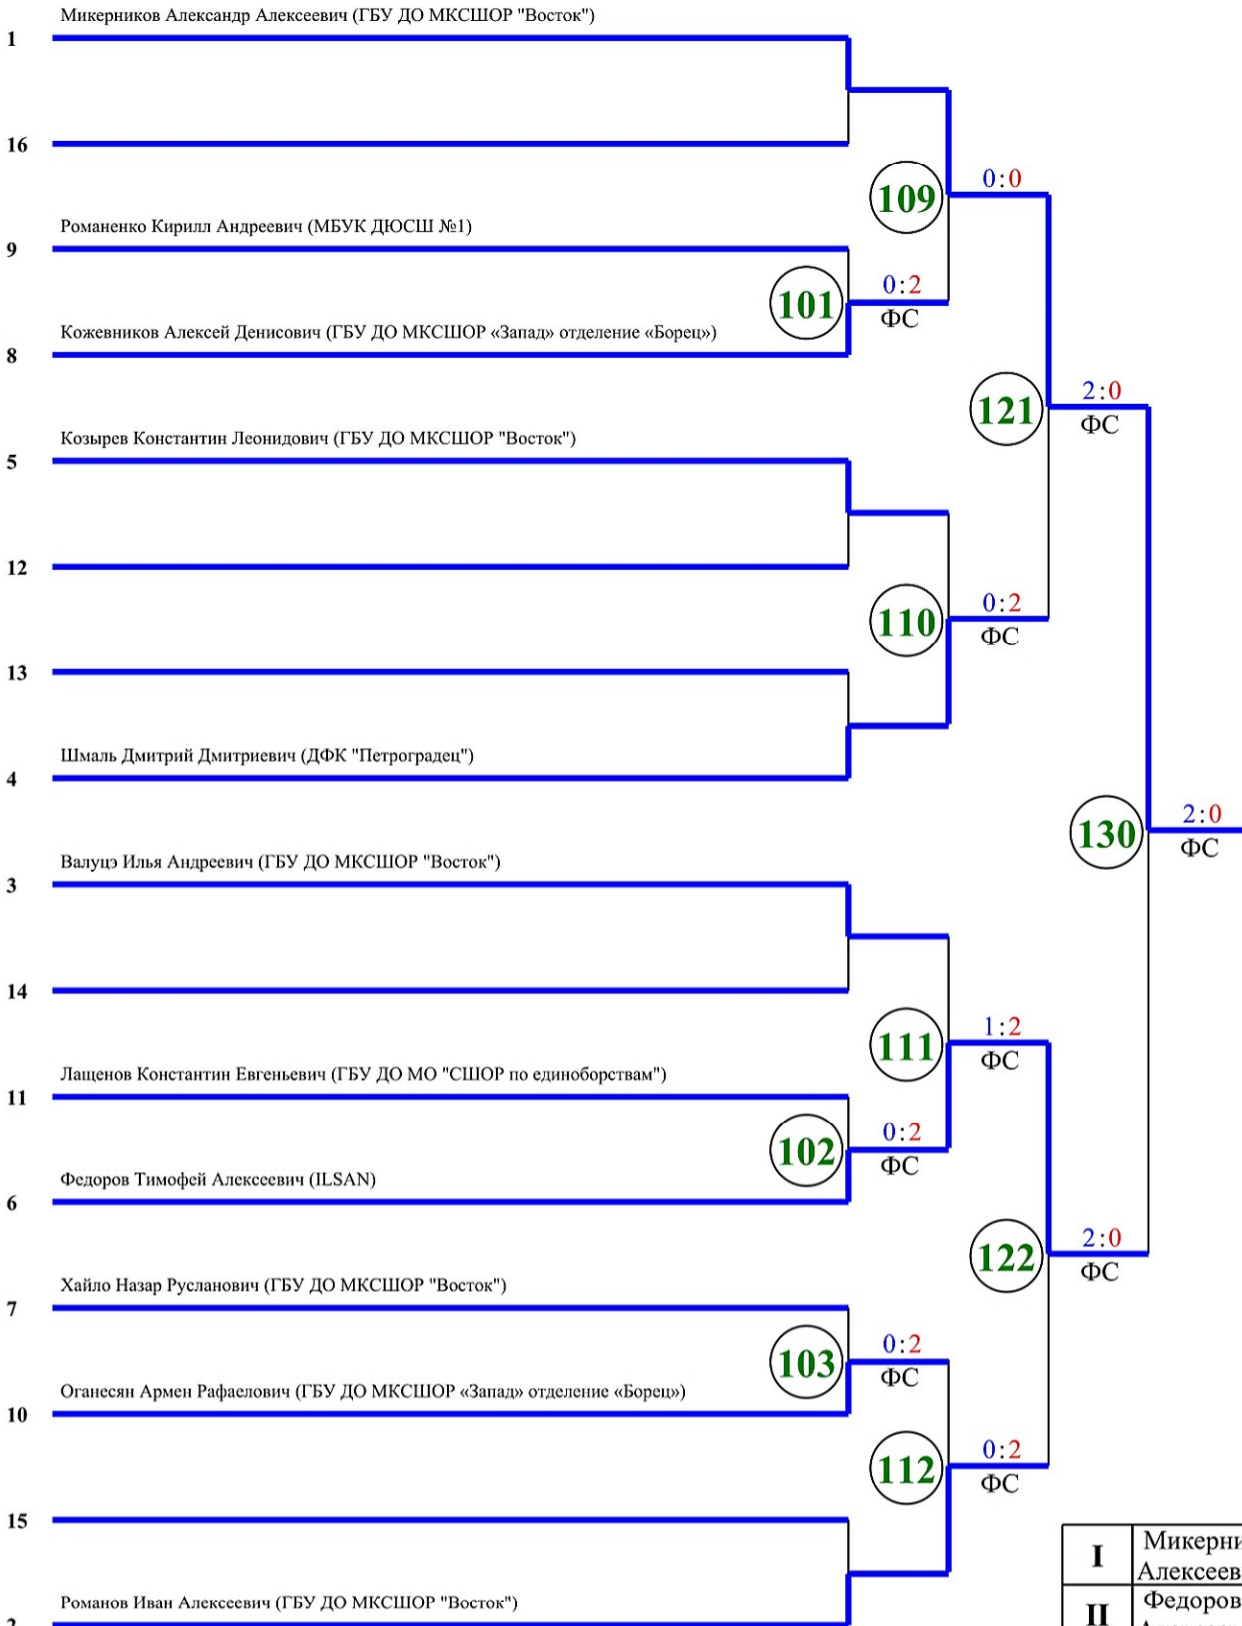 Микерников Александр Алексеевич (ГБУ ДО МКСШОР "Восток")
1
16
109
0:0
Романенко Кирилл Андреевич (МБУК ДЮСШ №1)
9
101
0:2
ФС
Кожевников Алексей Денисович (ГБУ ДО МКСШОР «Запад» отделение «Борец»)
8
121
2:0
ФС
Козырев Константин Леонидович (ГБУ ДО МКСШОР "Восток")
5
12
110
0:2
ФС
13
Шмаль Дмитрий Дмитриевич (ДФК "Петроградец")
4
130
2:0
ФС
Валуцэ Илья Андреевич (ГБУ ДО МКСШОР "Восток")
3
14
111
1:2
ФС
Лащенов Константин Евгеньевич (ГБУ ДО МО "СШОР по единоборствам")
11
102
0:2
ФС
Федоров Тимофей Алексеевич (ILSAN)
6
122
2:0
ФС
Хайло Назар Русланович (ГБУ ДО МКСШОР "Восток")
7
103
0:2
ФС
Оганесян Армен Рафаелович (ГБУ ДО МКСШОР «Запад» отделение «Борец»)
10
112
0:2
ФС
15
Романов Иван Алексеевич (ГБУ ДО МКСШОР "Восток")
I
Микерни
Алексеев
II
Федоров